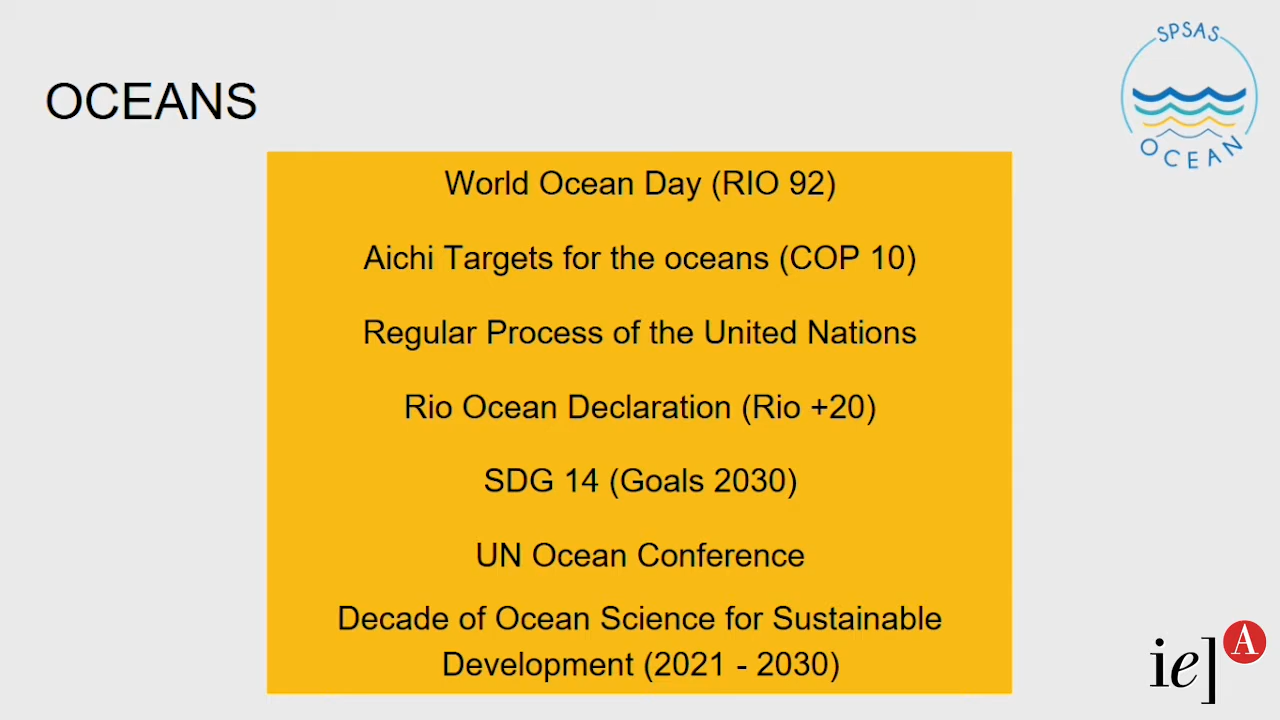 SPSAS
OCEANS
OCEAN
World Ocean Day (RIO 92)
Aichi Targets for the oceans (COP 10)
Regular Process of the United Nations
Rio Ocean Declaration (Rio +20)
SDG 14 (Goals 2030)
UN Ocean Conference
Decade of Ocean Science for Sustainable
Development (2021 - 2030)
ie] A